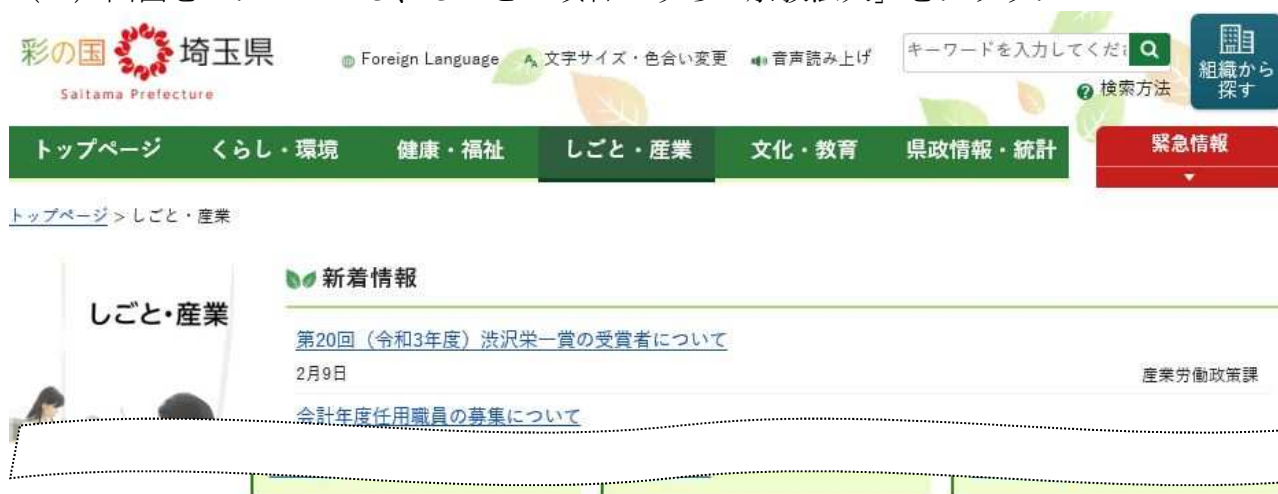 彩の国 埼玉県
Saitama Prefecture
Foreign Language
文字サイズ・色合い変更
音声読み上げ
キーワードを入力してくだ
検索方法
組織から
探す
トップページ くらし・環境 健康・福祉 しごと・産業 文化・教育 県政情報・統計
緊急情報
トップページ > しごと・産業
しごと・産業
新着情報
第20回（令和3年度）渋沢栄一賞の受賞者について
2月9日 産業労働政策課
会計年度任用職員の募集について